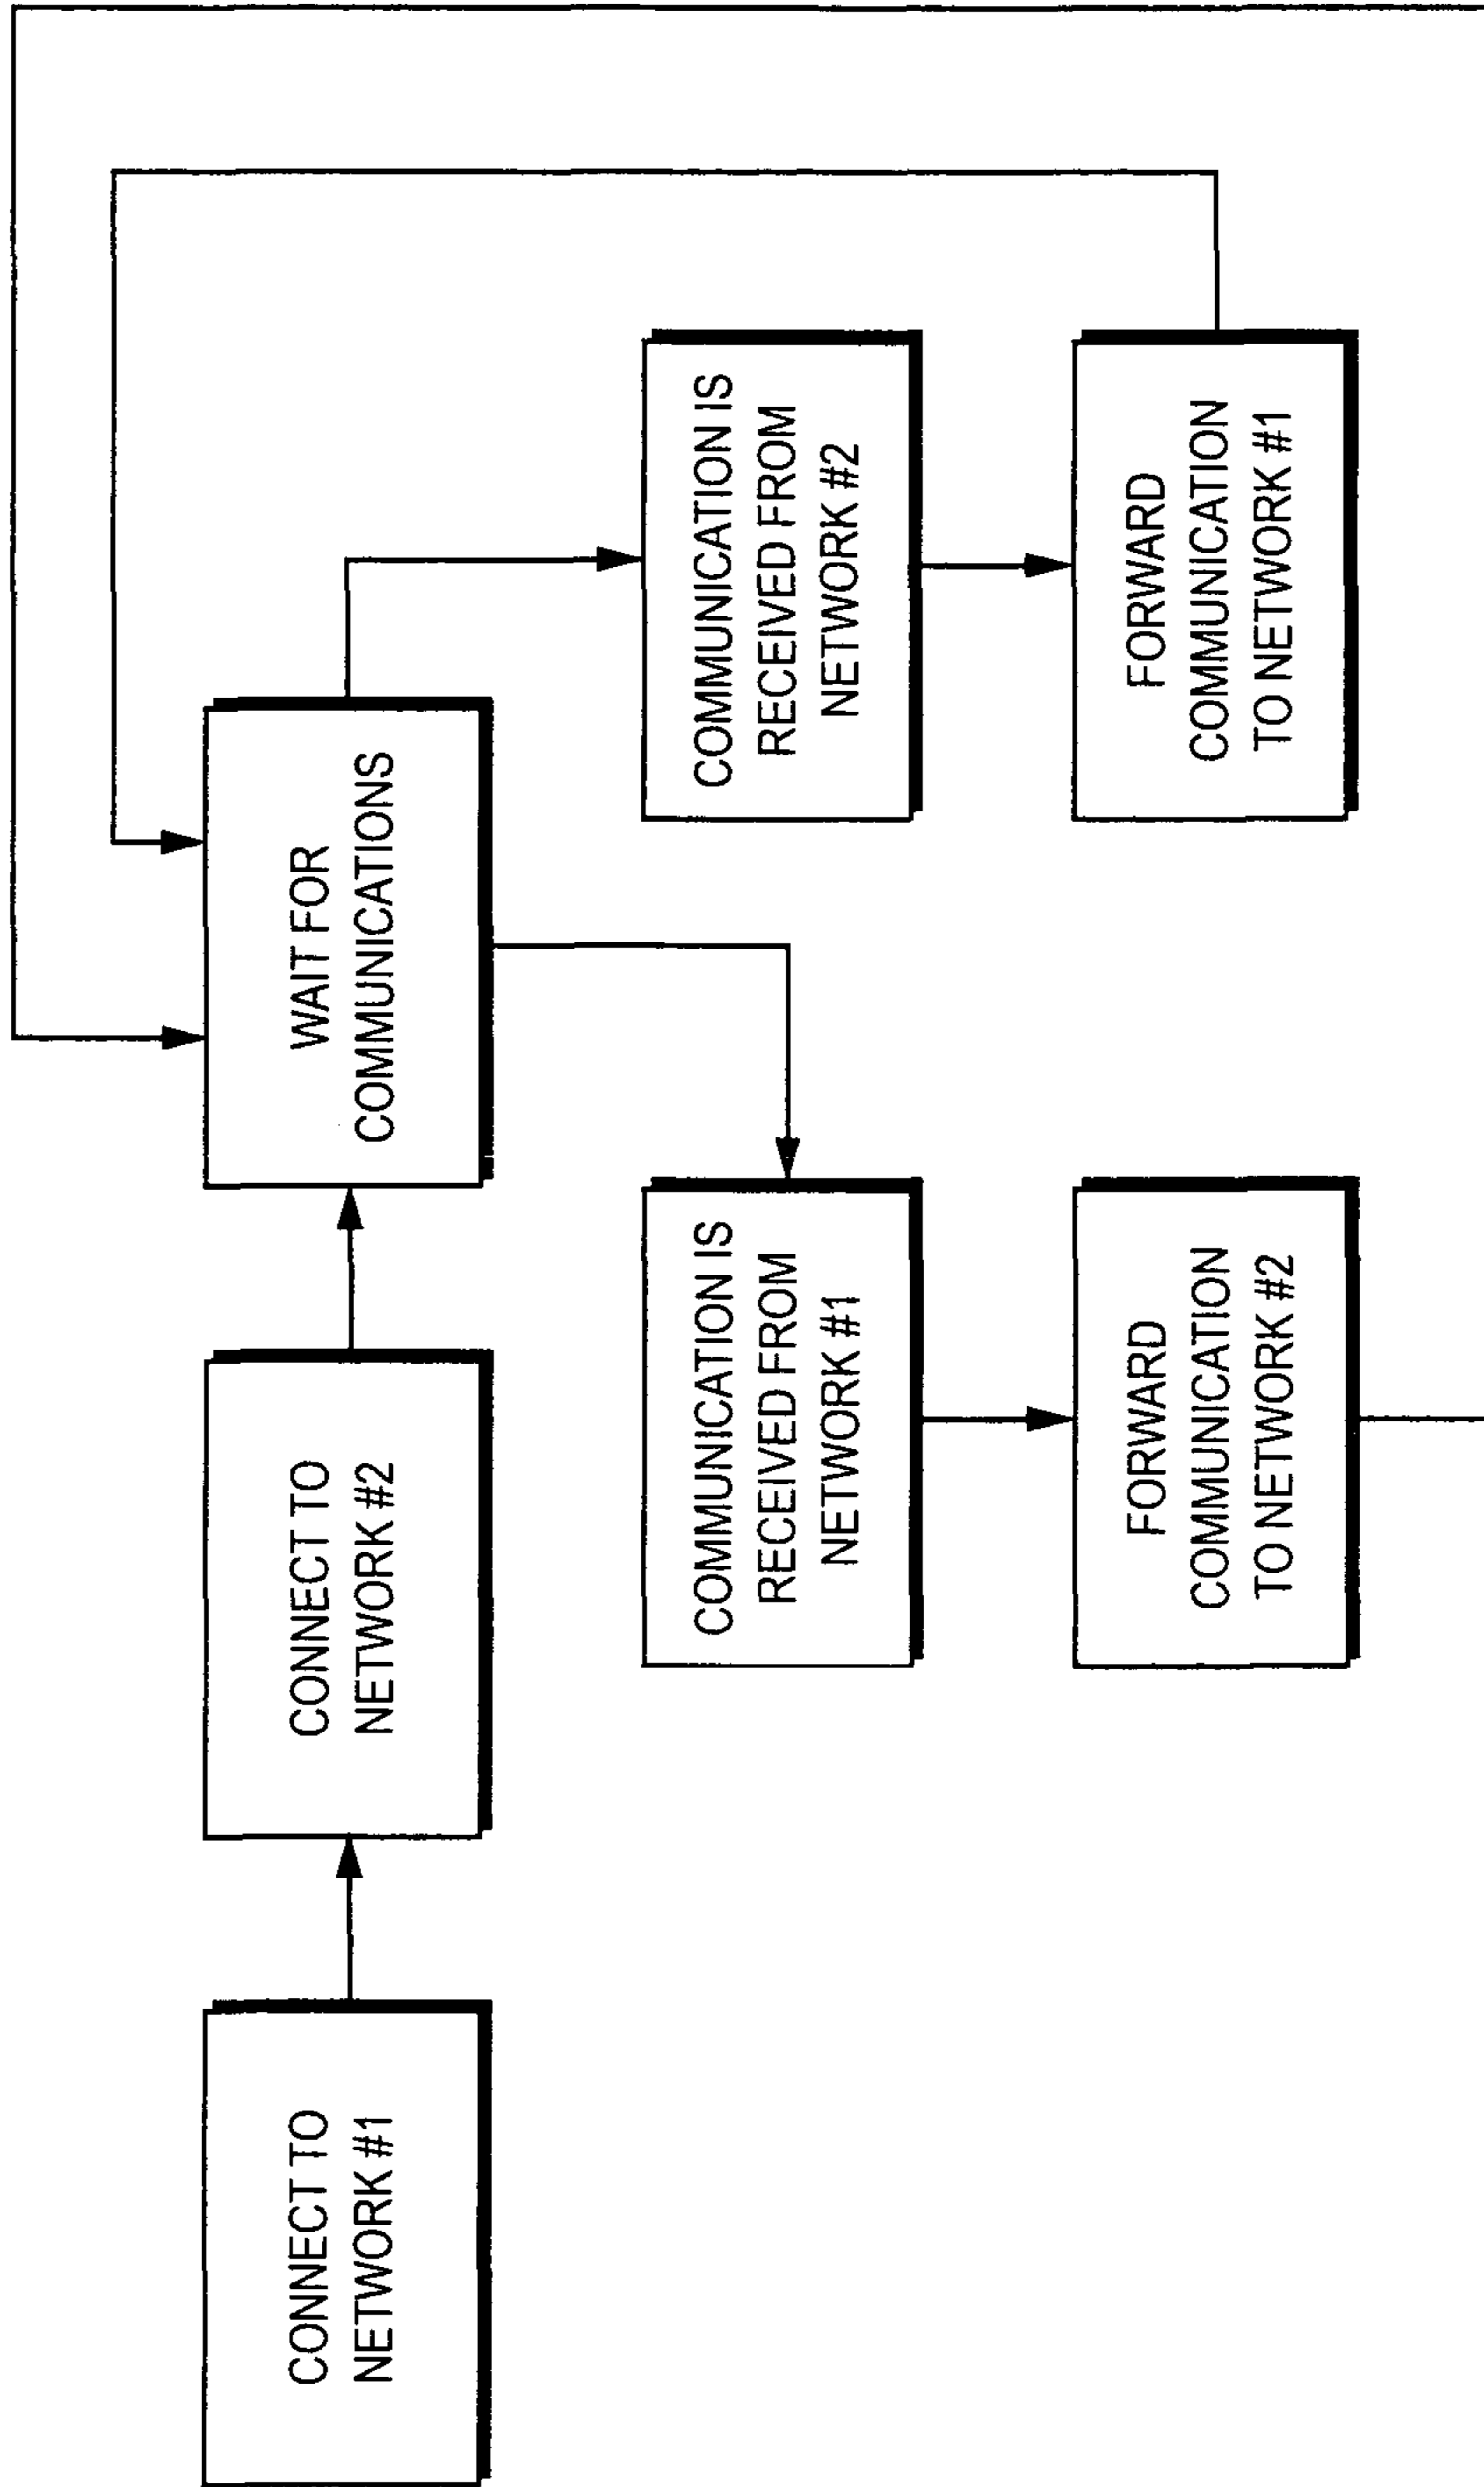 CONNECT TO
NETWORK #1
CONNECT TO
NETWORK #2
WAIT FOR
COMMUNICATIONS
COMMUNICATION IS
RECEIVED FROM
NETWORK #1
COMMUNICATION IS
RECEIVED FROM
NETWORK #2
FORWARD
COMMUNICATION
TO NETWORK #2
FORWARD
COMMUNICATION
TO NETWORK #1